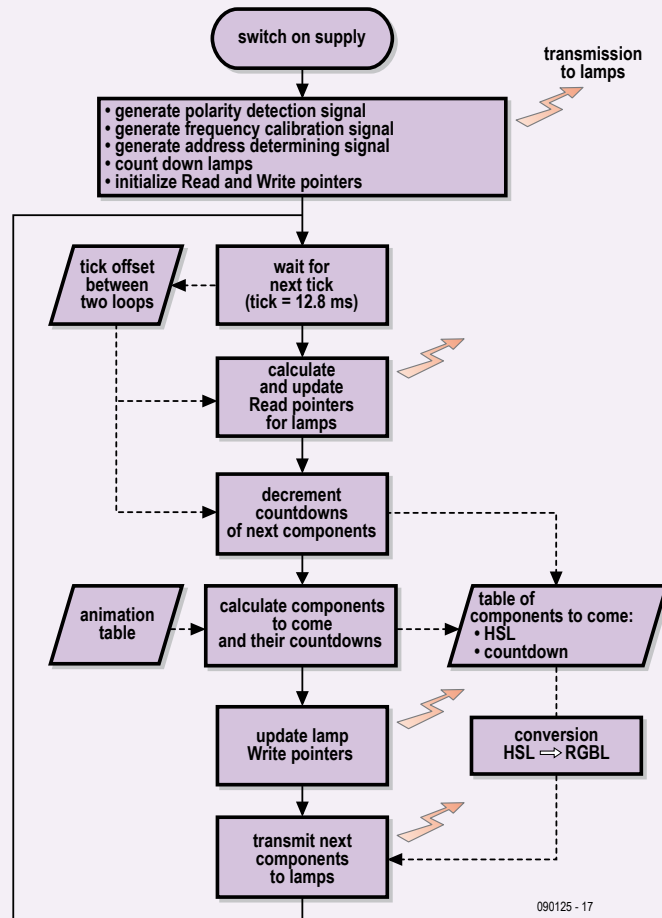 switch on supply
transmission
to lamps
• generate polarity detection signal
• generate frequency calibration signal
• generate address determining signal
• count down lamps
• initialize Read and Write pointers
tick offset
between
two loops
wait for
next tick
(tick = 12.8 ms)
calculate
and update
Read pointers
for lamps
decrement
countdowns
of next components
animation
table
calculate components
to come
and their countdowns
table of
components to come:
• HSL
• countdown
update lamp
Write pointers
conversion
HSL ⇨ RGBL
transmit next
components
to lamps
090125 - 17